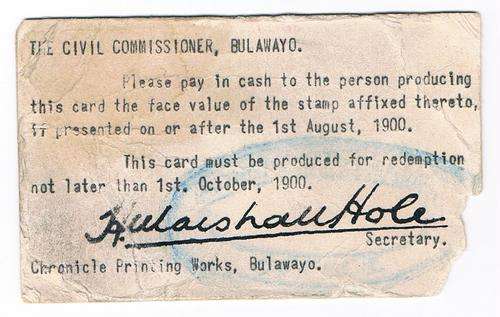 THE CIVIL COMMISSIONER, BULAWAYO.
Please pay in cash to the person producing
this card the face value of the stamp affixed thereto,
if presented on or after the 1st August, 1900.
This card must be produced for redemption
not later than 1st. October, 1900.
H. Marshall Hole
Secretary.
Chronicle Printing Works, Bulawayo.